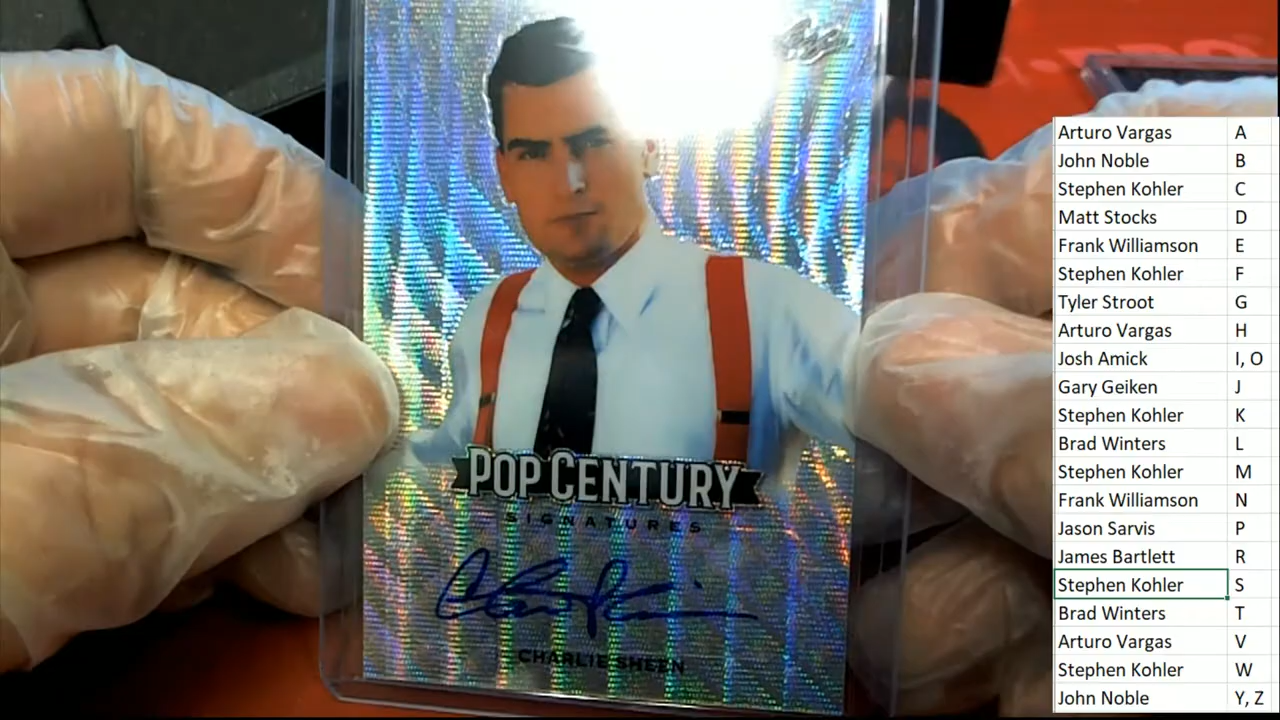 POP CENTURY
SIGNATURES
CHARLIE SHEEN
Arturo Vargas A
John Noble B
Stephen Kohler C
Matt Stocks D
Frank Williamson E
Stephen Kohler F
Tyler Stroot G
Arturo Vargas H
Josh Amick I, O
Gary Geiken J
Stephen Kohler K
Brad Winters L
Stephen Kohler M
Frank Williamson N
Jason Sarvis P
James Bartlett R
Stephen Kohler S
Brad Winters T
Arturo Vargas V
Stephen Kohler W
John Noble Y, Z